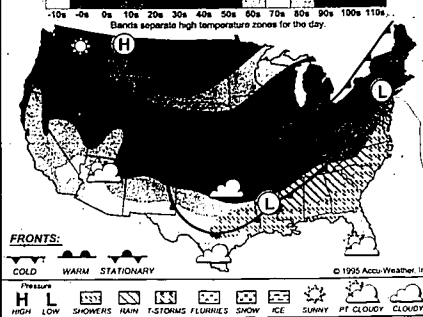 -10s -0s 0s 10s 20s 30s 40s 50s 60s 70s 80s 90s 100s 110s
Bands separate high temperature zones for the day.
H
L
L
FRONTS:
COLD WARM STATIONARY
© 1995 Accu-Weather, In
Pressure
H L
HIGH LOW SHOWERS RAIN T-STORMS FLURRIES SNOW ICE SUNNY PT CLOUDY CLOUDY